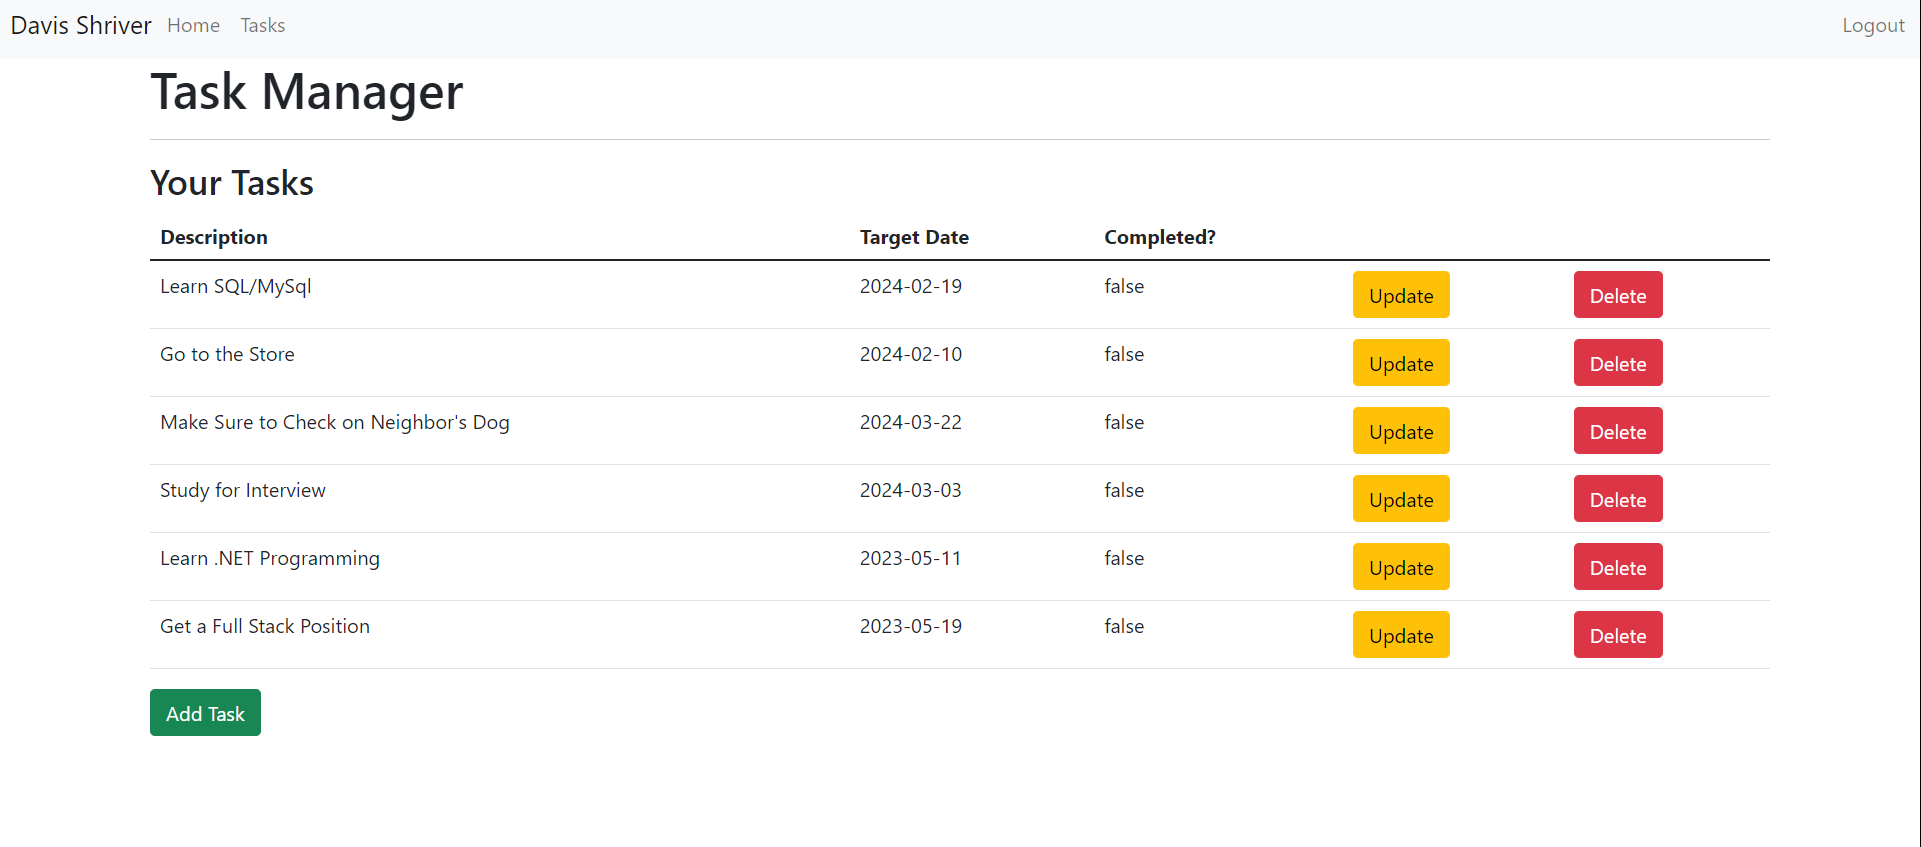 Davis Shriver Home Tasks Logout
Task Manager
Your Tasks
Description Target Date Completed?
Learn SQL/MySql 2024-02-19 false Update Delete
Go to the Store 2024-02-10 false Update Delete
Make Sure to Check on Neighbor's Dog 2024-03-22 false Update Delete
Study for Interview 2024-03-03 false Update Delete
Learn .NET Programming 2023-05-11 false Update Delete
Get a Full Stack Position 2023-05-19 false Update Delete
Add Task